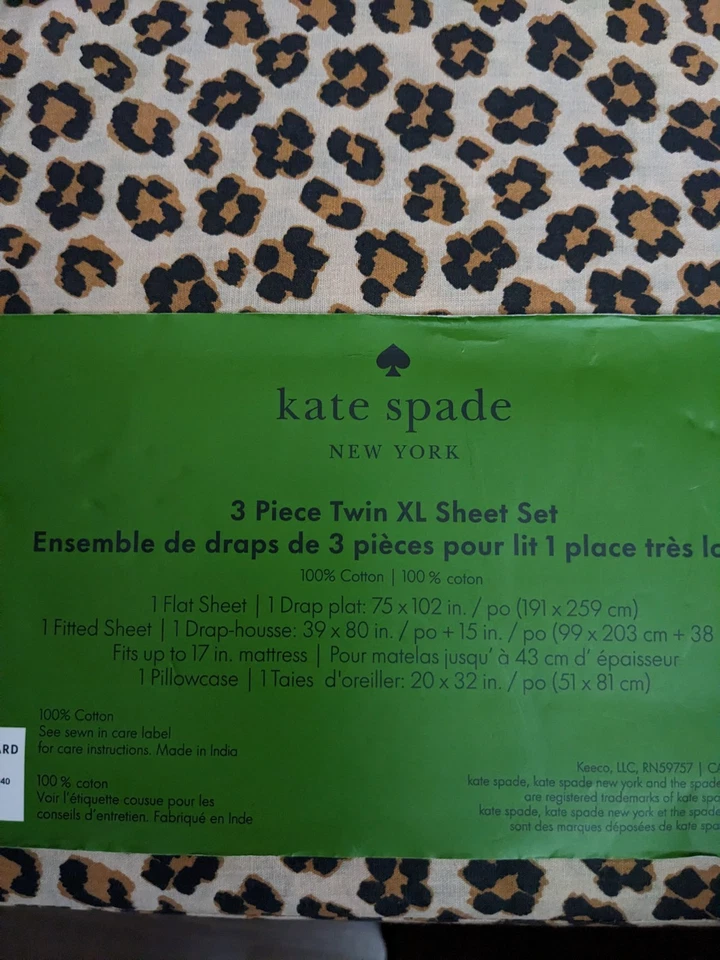 kate spade
NEW YORK
3 Piece Twin XL Sheet Set
Ensemble de draps de 3 pièces pour lit 1 place très
100% Cotton | 100 % coton
1 Flat Sheet | 1 Drap plat: 75 x 102 in. / po (191 x 259 cm)
1 Fitted Sheet | 1 Drap-housse: 39 x 80 in. / po + 15 in. / po (99 x 203 cm + 38
Fits up to 17 in. mattress | Pour matelas jusqu' à 43 cm d' épaisseur
1 Pillowcase | 1 Taies d'oreiller: 20 x 32 in. / po (51 x 81 cm)
100% Cotton
See sewn in care label
for care instructions. Made in India
100 % coton
Voir l'étiquette cousue pour les
conseils d'entretien. Fabriqué en Inde
ARD
40
Keeco, LLC, RN59757 | CA
kate spade, kate spade new york and the spade
are registered trademarks of kate
kate spade, kate spade new york et the spade
sont des marques déposées de kate